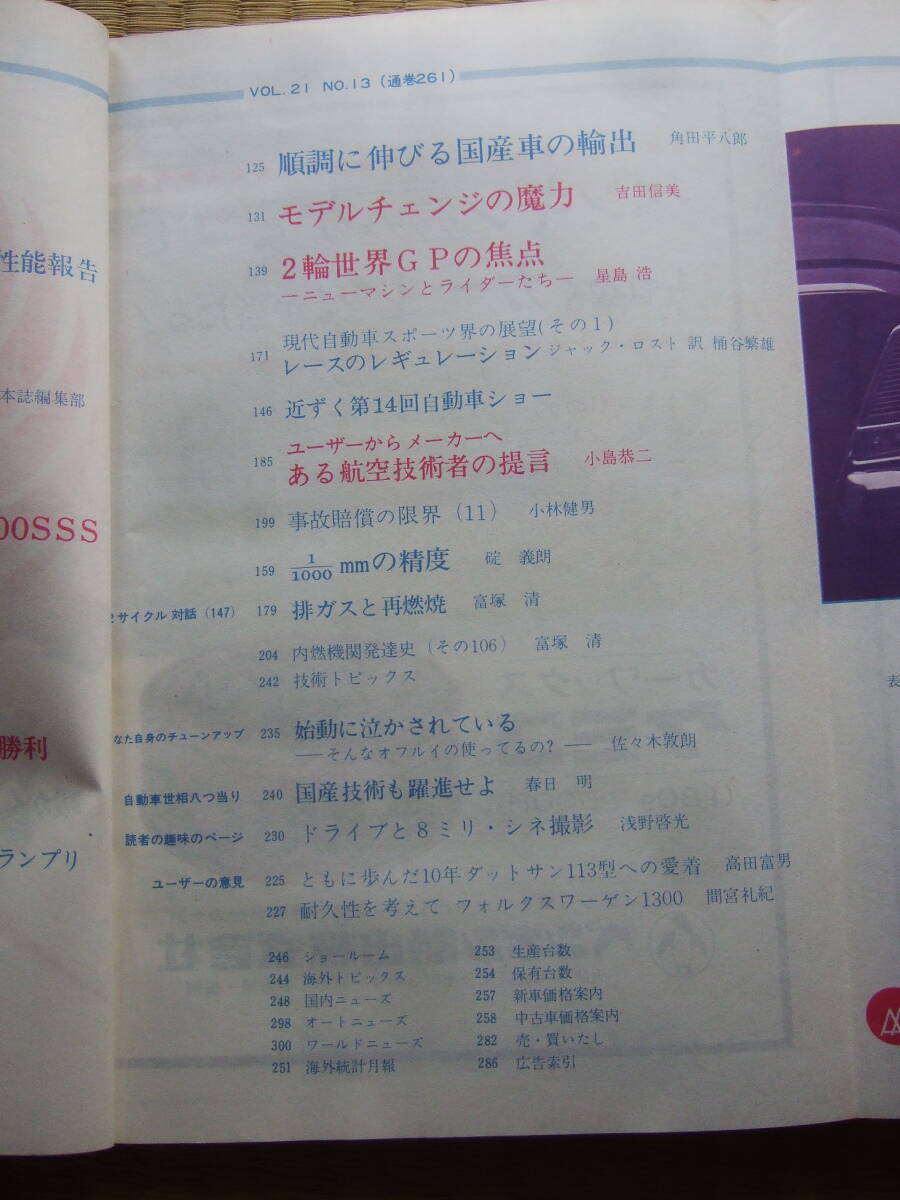 VOL. 21 NO.13 (通巻261)
125 順調に伸びる国産車の輸出 角田平八郎
131 モデルチェンジの魔力 吉田信美
139 2輪世界GPの焦点
―ニューマシンとライダーたち― 星島 浩
現代自動車スポーツ界の展望(その1)
171 レースのレギュレーション ジャック・ロスト 訳 桶谷繁雄
146 近ずく第14回自動車ショー
ユーザーからメーカーへ
185 ある航空技術者の提言 小島恭二
199 事故賠償の限界 (11) 小林健男
159 1/1000 mmの精度 碇 義朗
サイクル対話 (147) 179 排ガスと再燃焼 富塚 清
204 内燃機関発達史 (その106) 富塚 清
242 技術トピックス
なた自身のチューンアップ 235 始動に泣かされている
――そんなオフルイの使ってるの? ―― 佐々木敦朗
自動車世相八つ当り 240 国産技術も躍進せよ 春日 明
読者の趣味のページ 230 ドライブと8ミリ・シネ撮影 浅野啓光
ユーザーの意見 225 ともに歩んだ10年ダットサン113型への愛着 高田富男
227 耐久性を考えて フォルクスワーゲン1300 間宮礼紀
246 ショールーム
244 海外トピックス
248 国内ニューズ
298 オートニューズ
300 ワールドニューズ
251 海外統計月報
253 生産台数
254 保有台数
257 新車価格案内
258 中古車価格案内
282 売・買いたし
286 広告索引
性能報告
本誌編集部
00SSS
勝利
ランプリ
表